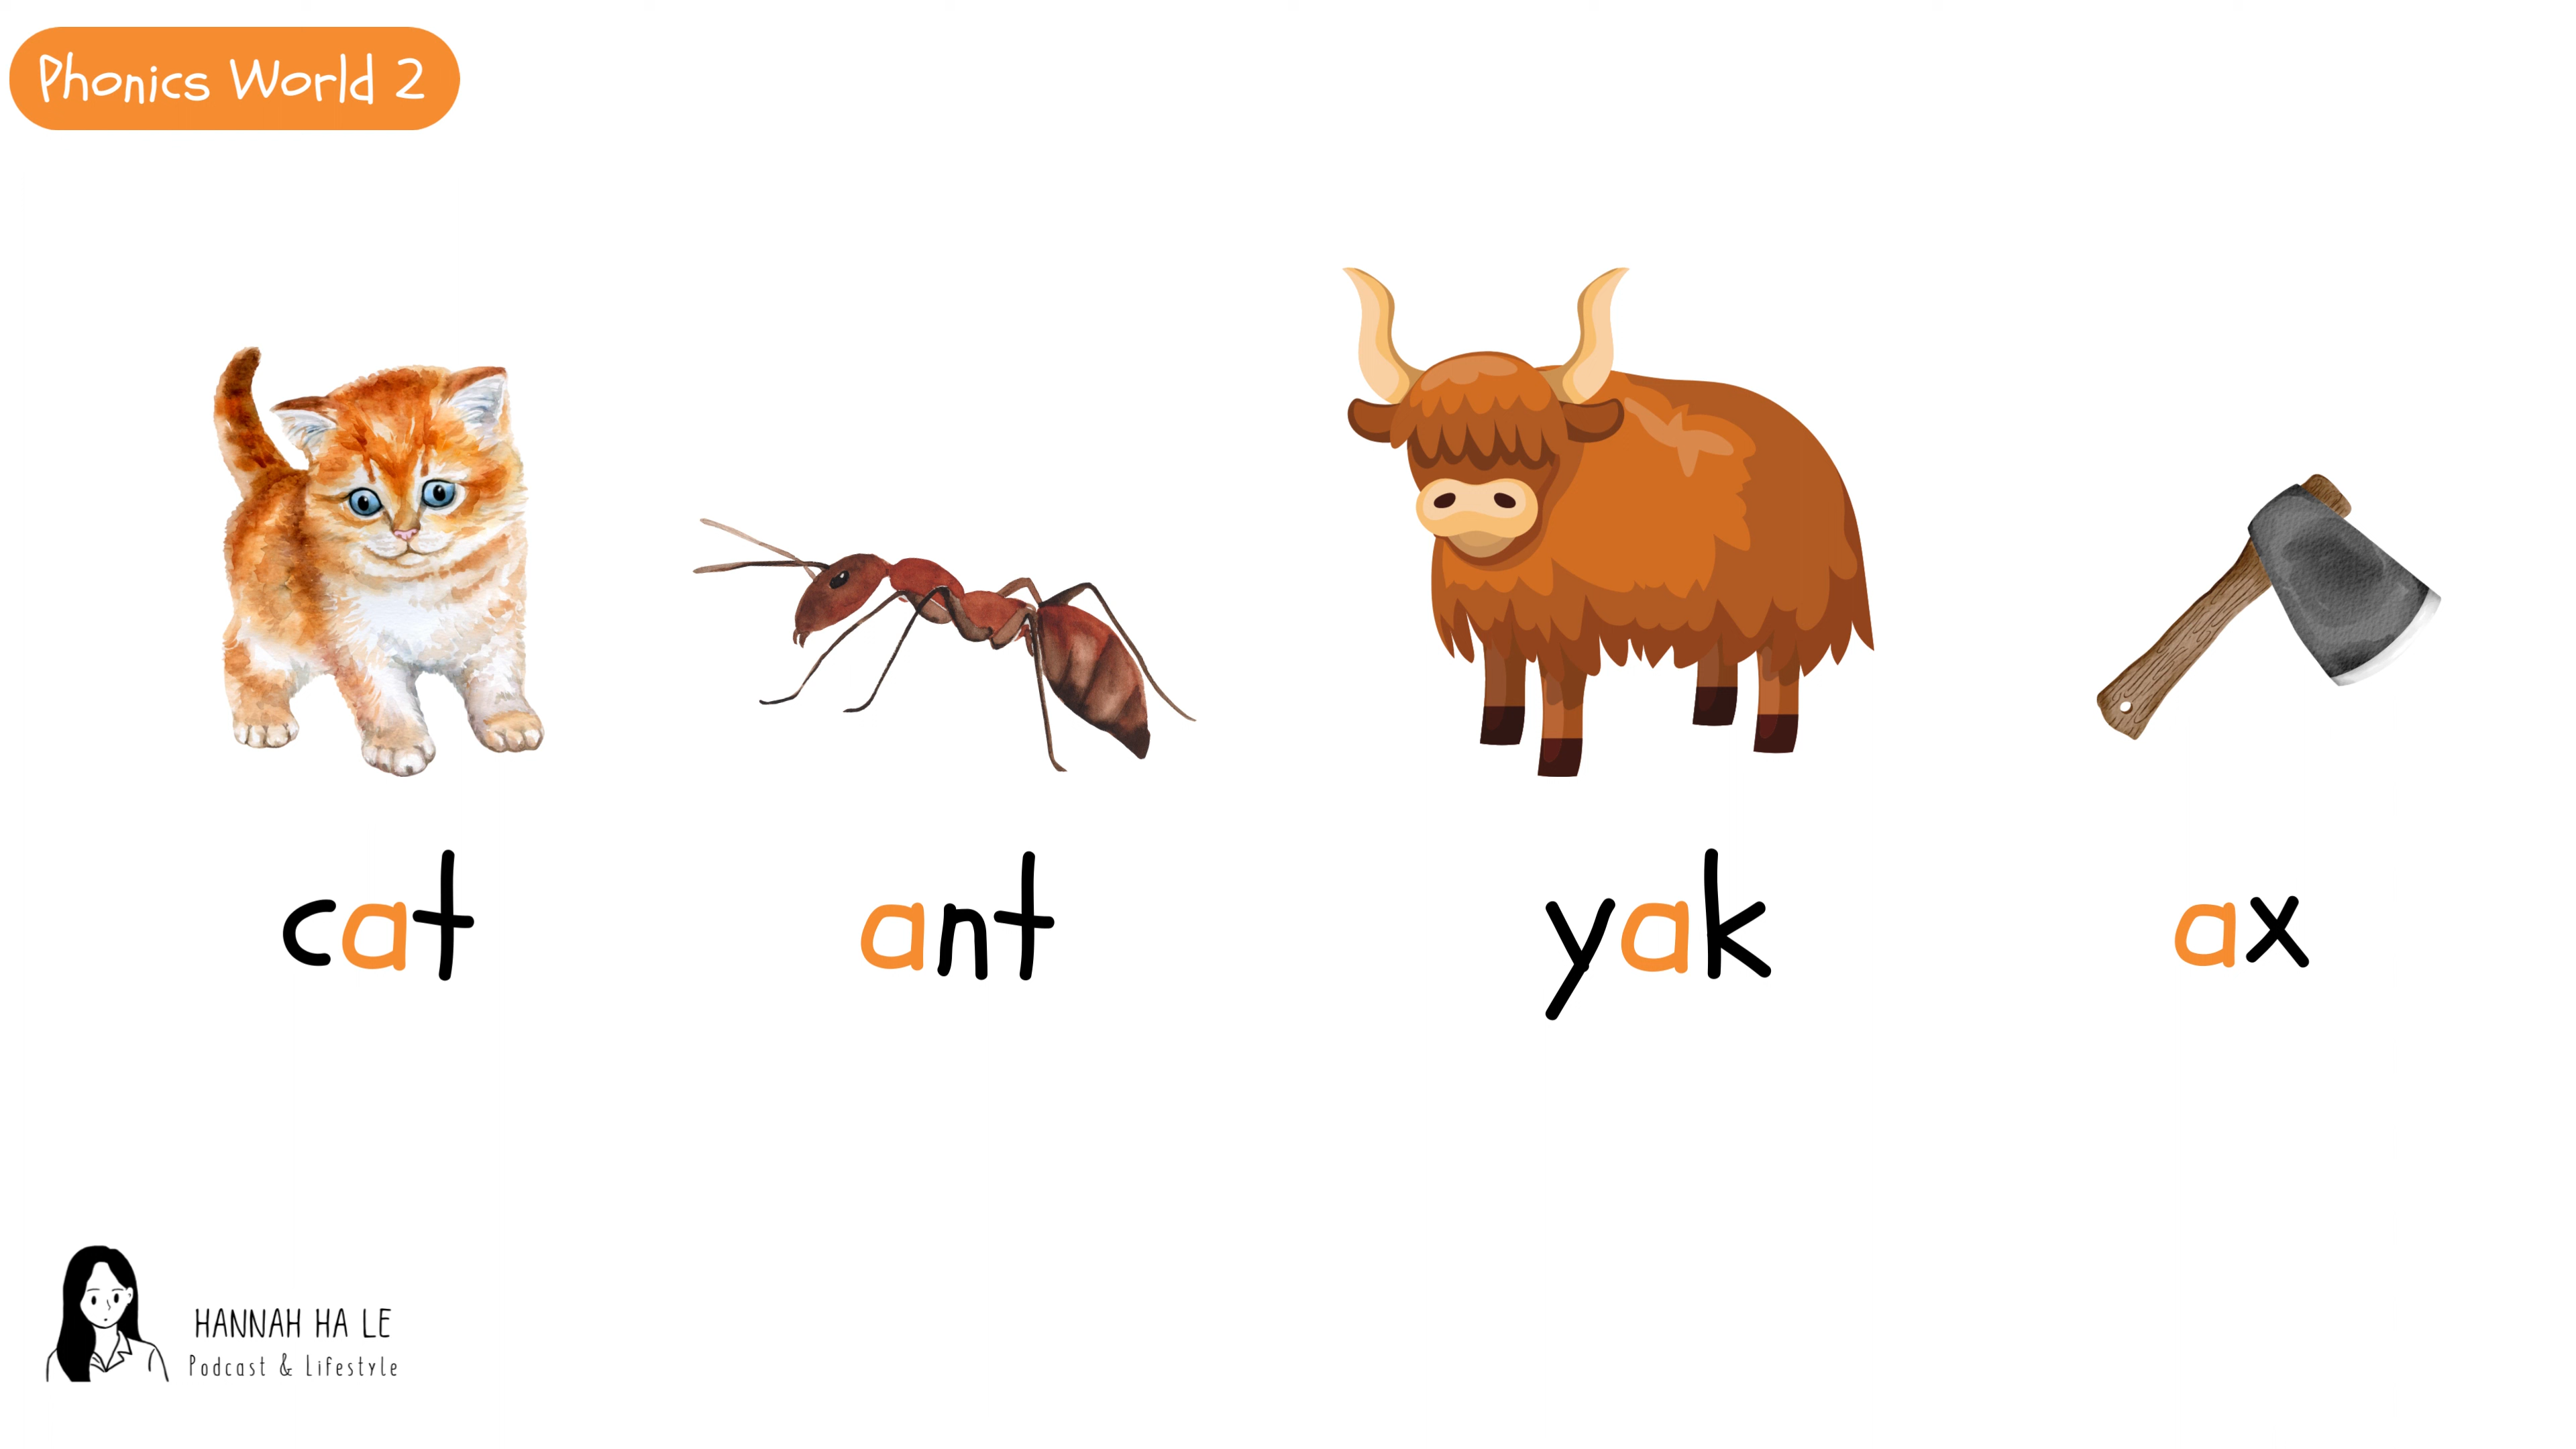 Phonics World 2
cat
ant
yak
ax
HANNAH HA LE
Podcast & Lifestyle